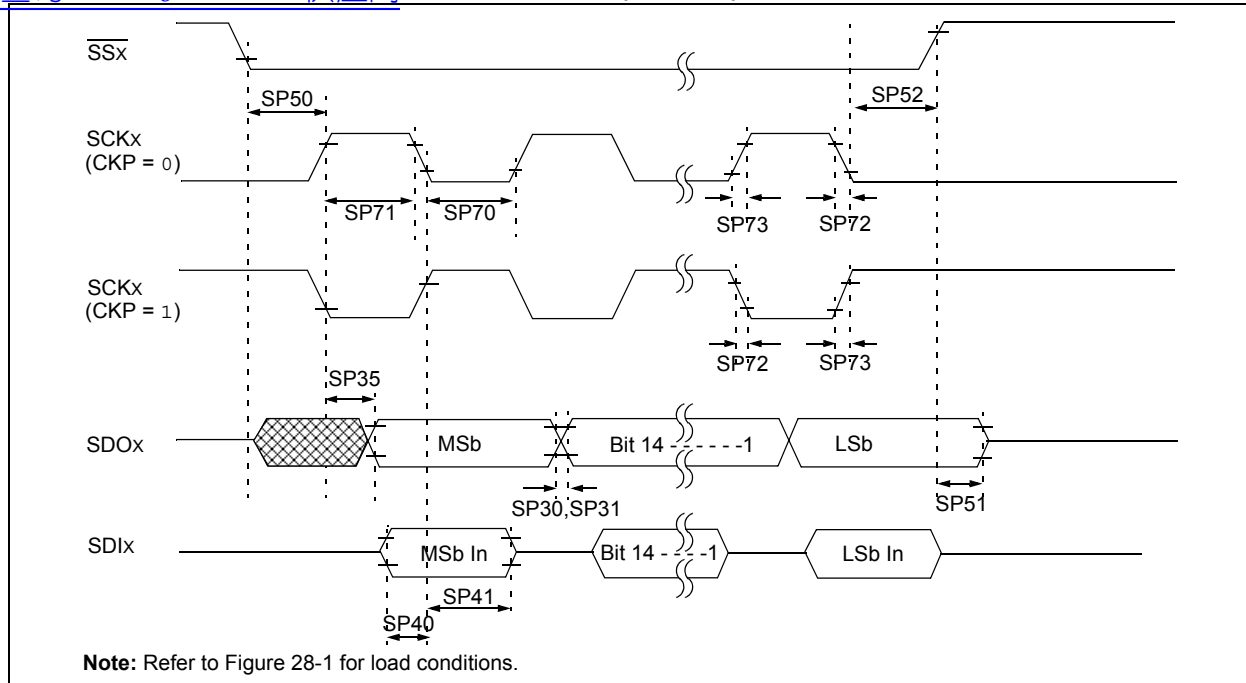 SSx
SP50
SP52
SCKx
(CKP = 0)
SP71
SP70
SP73
SP72
SCKx
(CKP = 1)
SP72
SP73
SP35
SDOx
MSb
Bit 14 - - - - - -1
LSb
SP30,SP31
SP51
SDIx
MSb In
Bit 14 - - - -1
LSb In
SP41
SP40
Note: Refer to Figure 28-1 for load conditions.